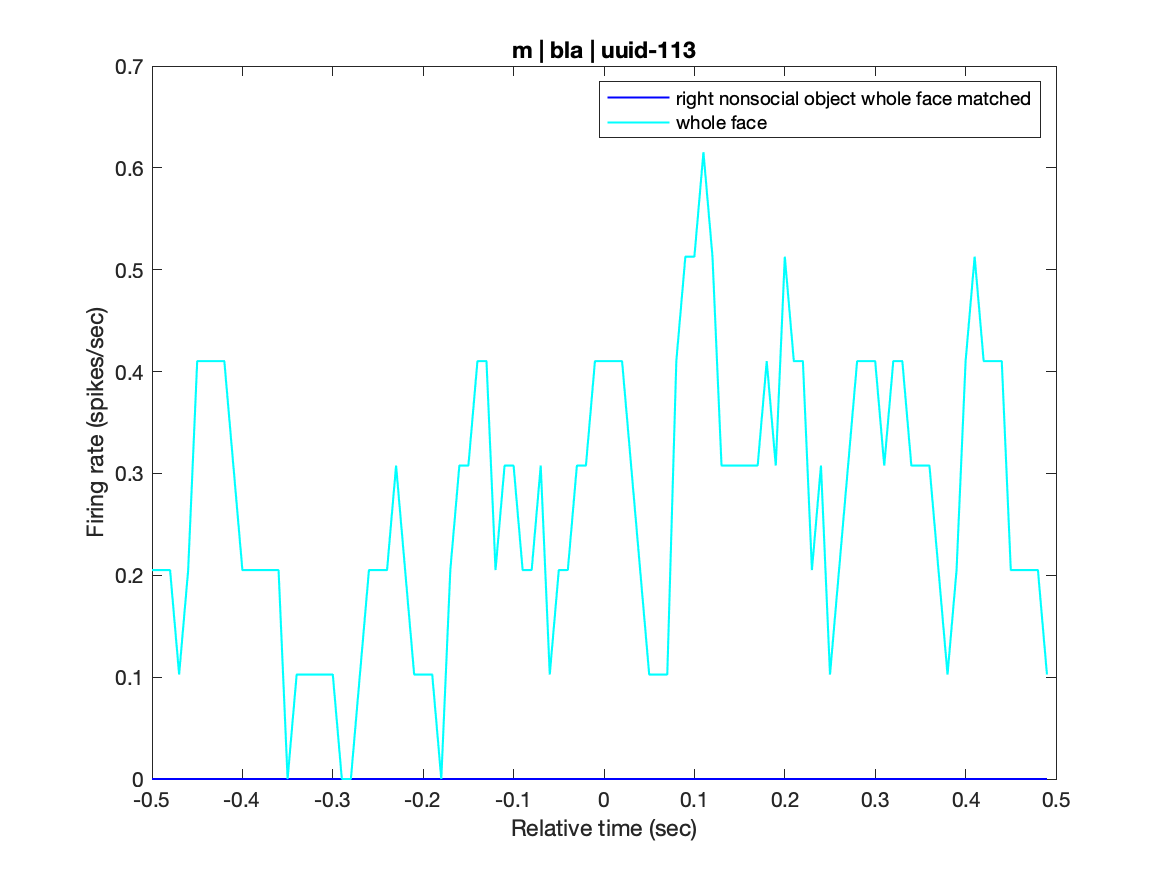 m | bla | uuid-113
0.7
0.6
0.5
0.4
0.3
0.2
0.1
0
Firing rate (spikes/sec)
right nonsocial object whole face matched
whole face
-0.5 -0.4 -0.3 -0.2 -0.1 0 0.1 0.2 0.3 0.4 0.5
Relative time (sec)